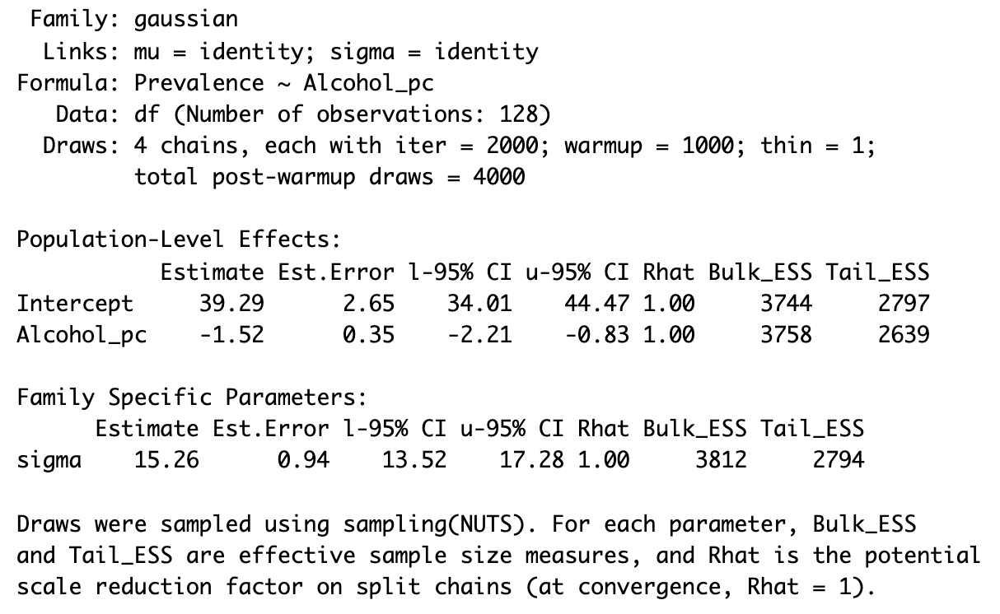 Family: gaussian
Links: mu = identity; sigma = identity
Formula: Prevalence ~ Alcohol_pc
Data: df (Number of observations: 128)
Draws: 4 chains, each with iter = 2000; warmup = 1000; thin = 1;
total post-warmup draws = 4000
Population-Level Effects:
Estimate Est.Error l-95% CI u-95% CI Rhat Bulk_ESS Tail_ESS
Intercept 39.29 2.65 34.01 44.47 1.00 3744 2797
Alcohol_pc -1.52 0.35 -2.21 -0.83 1.00 3758 2639
Family Specific Parameters:
Estimate Est.Error l-95% CI u-95% CI Rhat Bulk_ESS Tail_ESS
sigma 15.26 0.94 13.52 17.28 1.00 3812 2794
Draws were sampled using sampling(NUTS). For each parameter, Bulk_ESS
and Tail_ESS are effective sample size measures, and Rhat is the potential
scale reduction factor on split chains (at convergence, Rhat = 1).